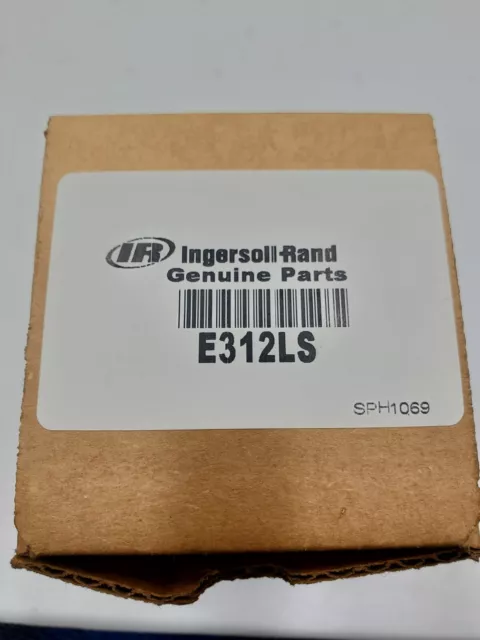 IR Ingersoll-Rand
Genuine Parts
E312LS
SPH1069